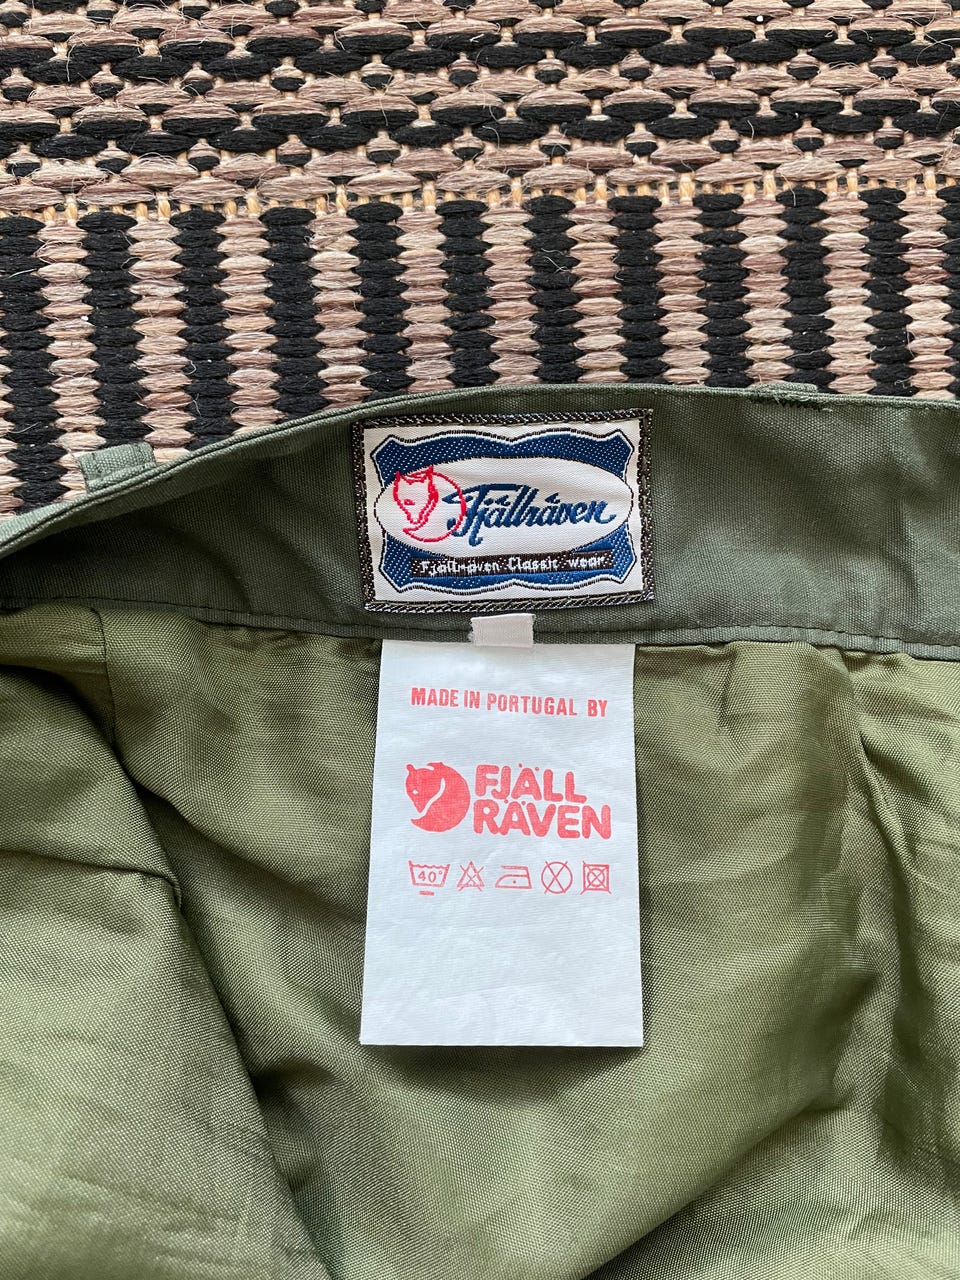 Fjällräven
Fjällräven Classic wear
MADE IN PORTUGAL BY
FJÄLL
RÄVEN
40°